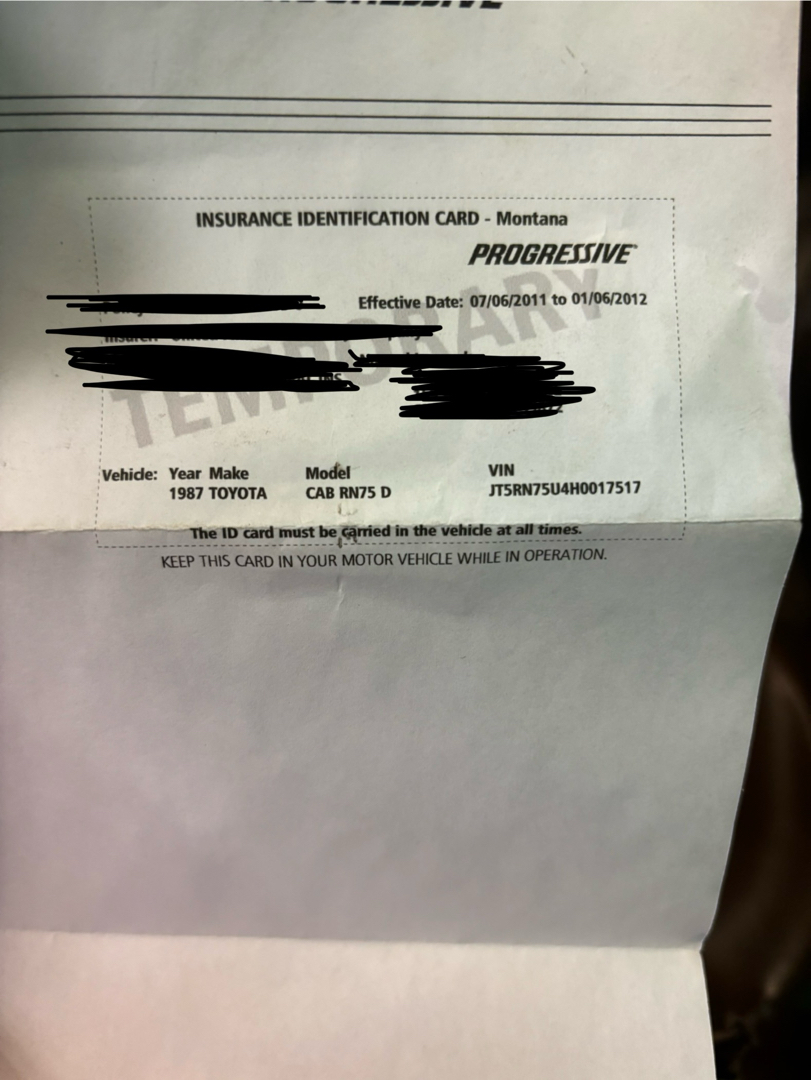 PROGRESSIVE
INSURANCE IDENTIFICATION CARD - Montana
PROGRESSIVE®
TEMPORARY
Effective Date: 07/06/2011 to 01/06/2012
Vehicle: Year Make Model VIN
1987 TOYOTA CAB RN75 D JT5RN75U4H0017517
The ID card must be carried in the vehicle at all times.
KEEP THIS CARD IN YOUR MOTOR VEHICLE WHILE IN OPERATION.